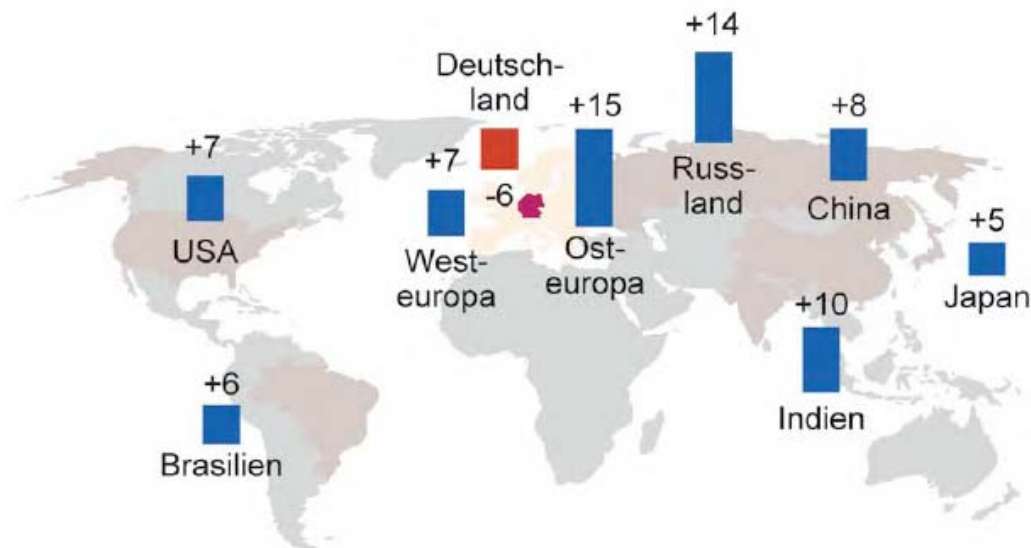 +14
Deutsch-
land
+15
+8
+7
+7
Russ-
land
-6
China
+5
USA
West-
europa
Ost-
europa
Japan
+10
+6
Indien
Brasilien